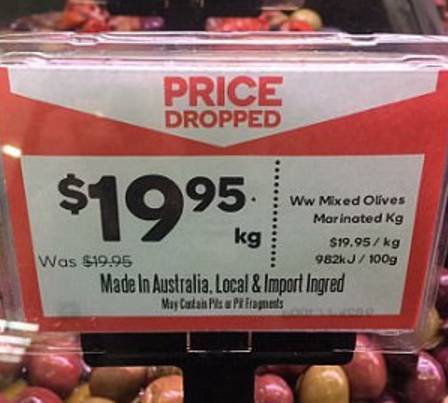 PRICE
DROPPED
$19 95.
kg
Was $19.95
Ww Mixed Olives
Marinated Kg
$19.95 / kg
982kJ / 100g
Made In Australia, Local & Import Ingred
May Contain Pits or Pit Fragments